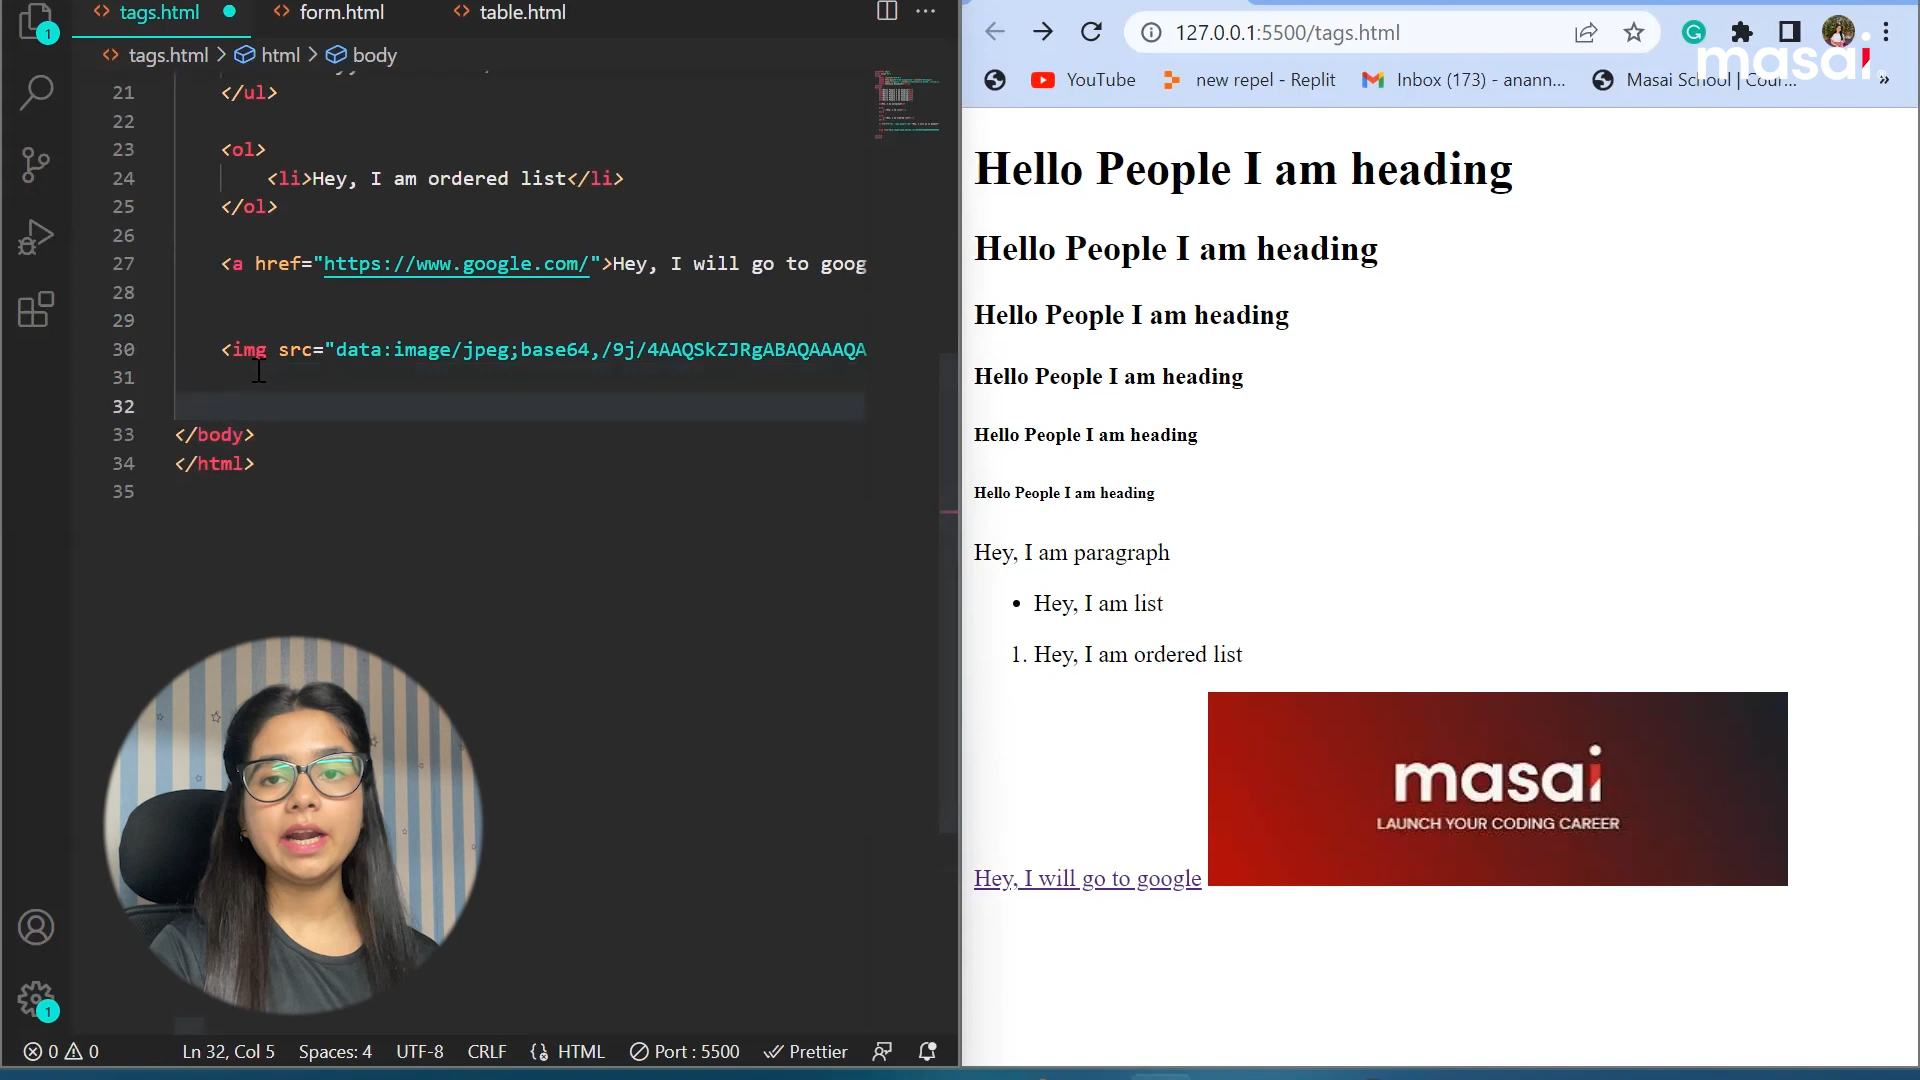 tags.html
form.html
table.html
tags.html > html > body
21 </ul>
22
23 <ol>
24 <li>Hey, I am ordered list</li>
25 </ol>
26
27 <a href="https://www.google.com/">Hey, I will go to goog
28
29
30 <img src="data:image/jpeg;base64,/9j/4AAQSkZJRgABAQAAAQA
31
32
33 </body>
34 </html>
35
1
1
0 0
Ln 32, Col 5
Spaces: 4
UTF-8
CRLF
HTML
Port : 5500
Prettier
127.0.0.1:5500/tags.html
masai.
YouTube
new repel - Replit
Inbox (173) - anann...
Masai School | Cour...
»
Hello People I am heading
Hello People I am heading
Hello People I am heading
Hello People I am heading
Hello People I am heading
Hello People I am heading
Hey, I am paragraph
• Hey, I am list
1. Hey, I am ordered list
masai
LAUNCH YOUR CODING CAREER
Hey, I will go to google